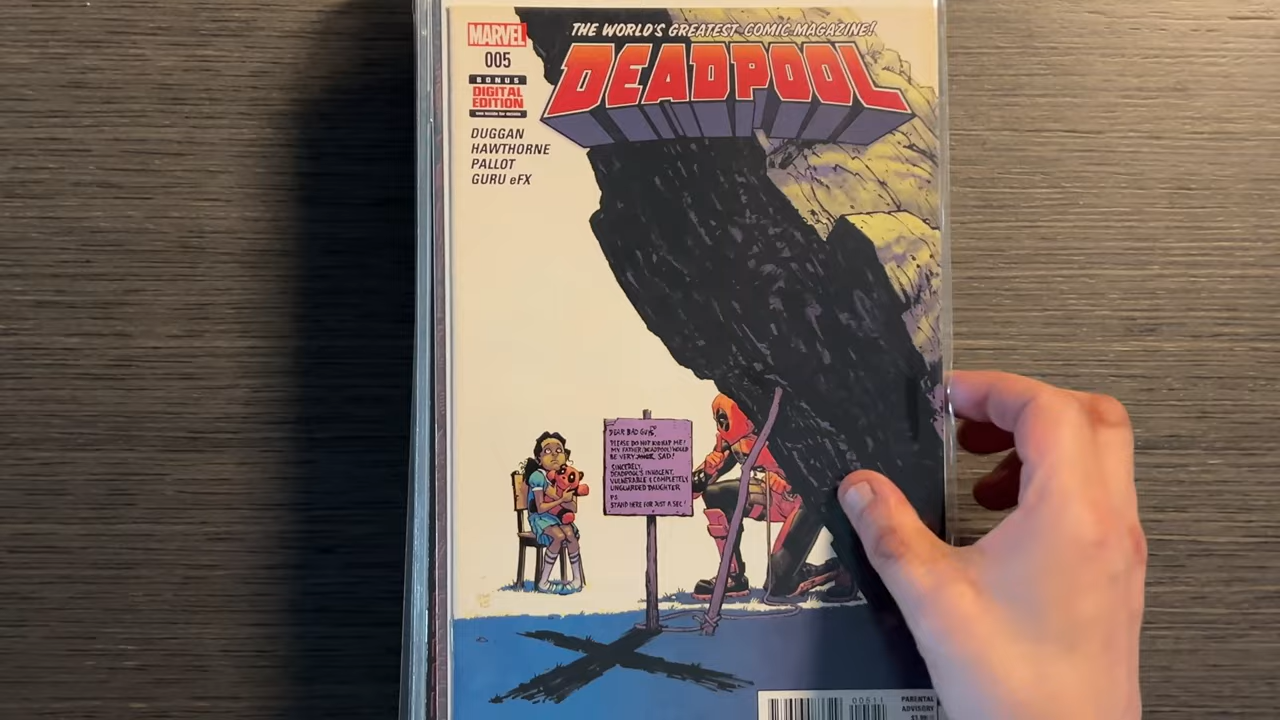 THE WORLD'S GREATEST COMIC MAGAZINE!
MARVEL
DEADPOOL
005
BONUS
DIGITAL
EDITION
DUGGAN
HAWTHORNE
PALLOT
GURU eFX
DEAR BAD GUYS,
PLEASE DO NOT KIDNAP ME!
MY FATHER, DEADPOOL WOULD
BE VERY SAD!
SINCERELY,
DEADPOOL'S INNOCENT,
VULNERABLE & COMPLETELY
UNGUARDED DAUGHTER
PS
STAND HERE FOR JUST A SEC!
00511
PARENTAL
ADVISORY